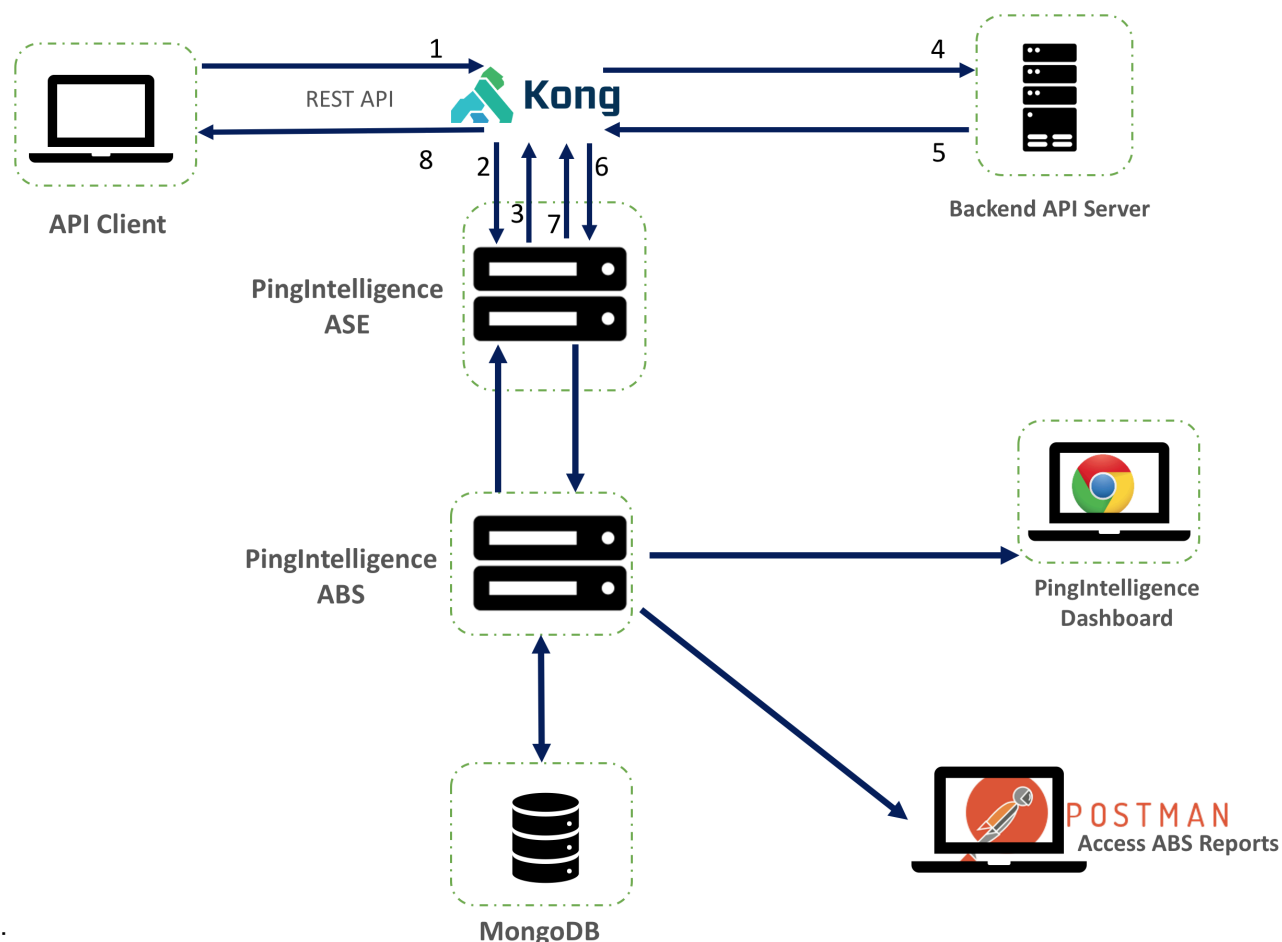 1
4
REST API
Kong
8
2
3
7
6
5
API Client
Backend API Server
PingIntelligence
ASE
PingIntelligence
ABS
PingIntelligence
Dashboard
POSTMAN
Access ABS Reports
.
MongoDB